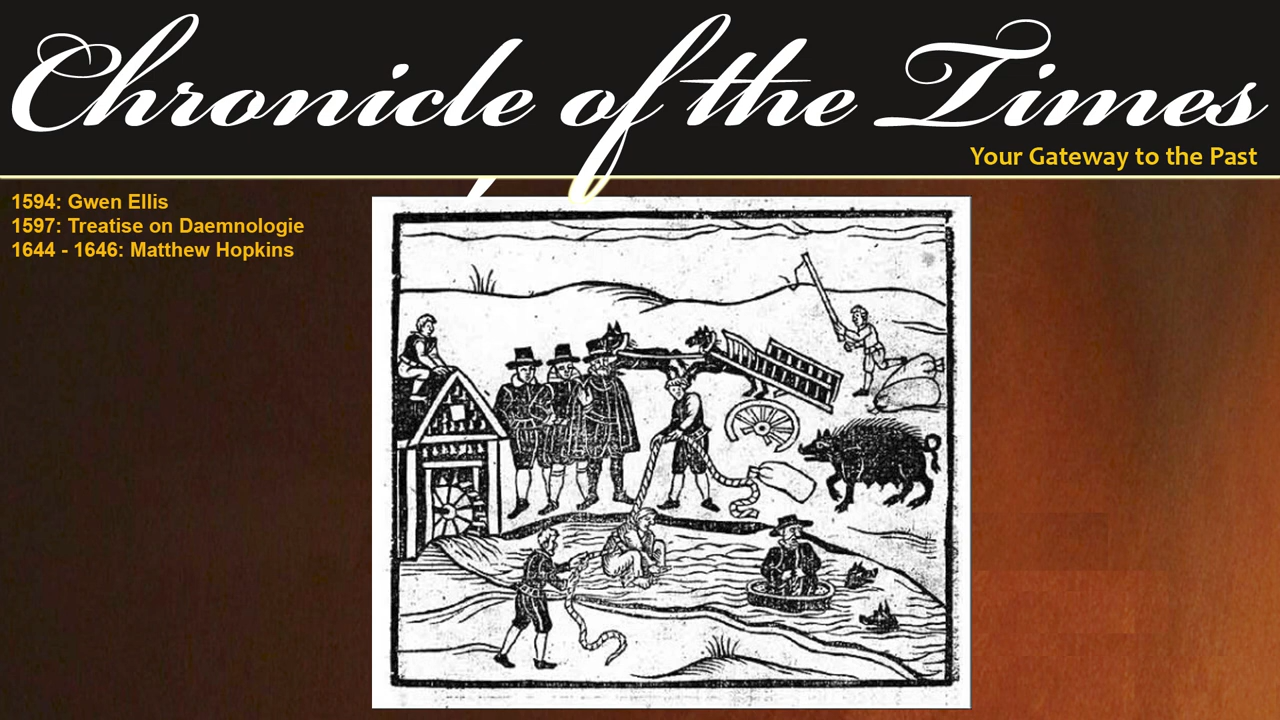 Chronicle of the Times
Your Gateway to the Past
1594: Gwen Ellis
1597: Treatise on Daemnologie
1644 - 1646: Matthew Hopkins